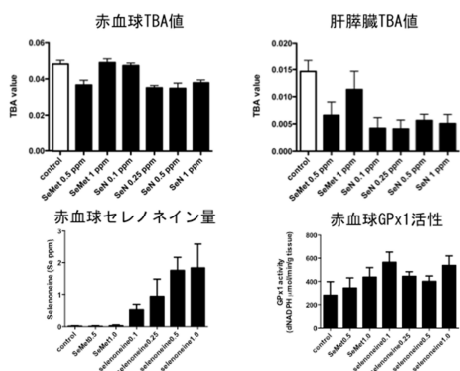 赤血球TBA値
TBA value
0.06
0.04
0.02
0.00
control
SeMet 0.5 ppm
SeMet 1 ppm
SeN 0.1 ppm
SeN 0.25 ppm
SeN 0.5 ppm
SeN 1 ppm
肝膵臓TBA値
TBA value
0.020
0.015
0.010
0.005
0.000
control
SeMet 0.5 ppm
SeMet 1 ppm
SeN 0.1 ppm
SeN 0.25 ppm
SeN 0.5 ppm
SeN 1 ppm
赤血球セレノネイン量
Selenoneine (Se ppm)
3
2
1
0
control
SeMet0.5
SeMet1.0
selenoneine0.1
selenoneine0.25
selenoneine0.5
selenoneine1.0
赤血球GPx1活性
GPx1activity
(dNADPH μmol/min/g tissue)
800
600
400
200
0
control
SeMet0.5
SeMet1.0
selenoneine0.1
selenoneine0.25
selenoneine0.5
selenoneine1.0